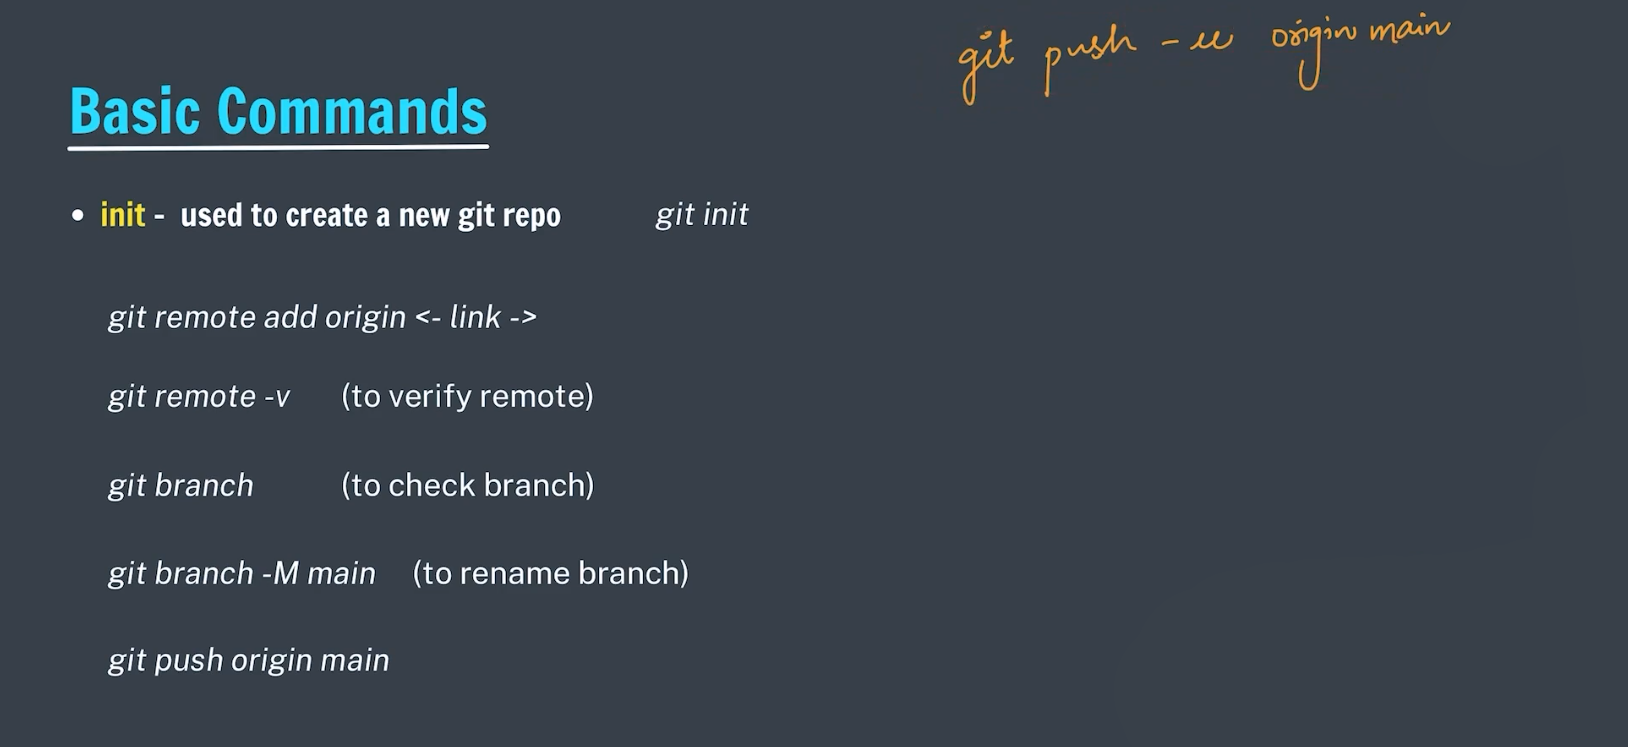 git push -u origin main
Basic Commands
• init - used to create a new git repo git init
git remote add origin <- link ->
git remote -v (to verify remote)
git branch (to check branch)
git branch -M main (to rename branch)
git push origin main